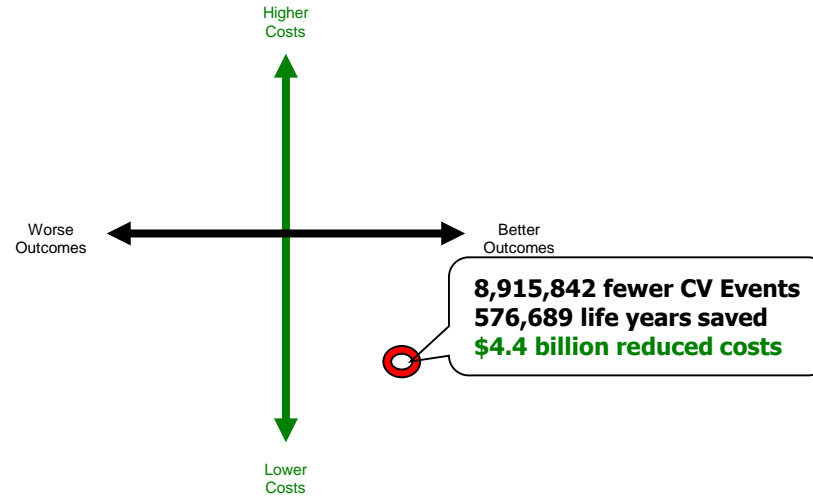 Higher
Costs
Worse
Outcomes
Better
Outcomes
8,915,842 fewer CV Events
576,689 life years saved
$4.4 billion reduced costs
Lower
Costs